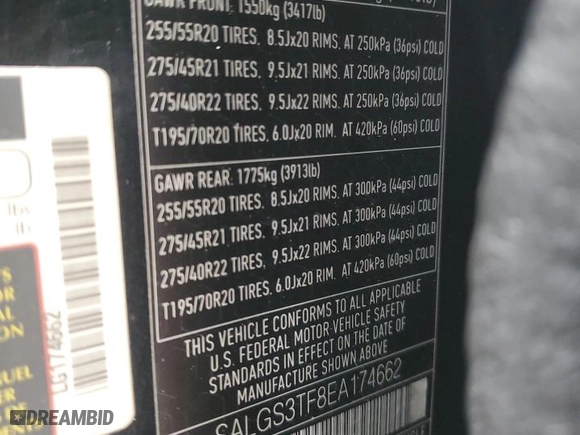 GAWR FRONT: 1550kg (3417lb)
255/55R20 TIRES, 8.5Jx20 RIMS, AT 250kPa (36psi) COLD
275/45R21 TIRES, 9.5Jx21 RIMS, AT 250kPa (36psi) COLD
275/40R22 TIRES, 9.5Jx22 RIMS, AT 250kPa (36psi) COLD
T195/70R20 TIRES, 6.0Jx20 RIM, AT 420kPa (60psi) COLD
GAWR REAR: 1775kg (3913lb)
255/55R20 TIRES, 8.5Jx20 RIMS, AT 300kPa (44psi) COLD
275/45R21 TIRES, 9.5Jx21 RIMS, AT 300kPa (44psi) COLD
275/40R22 TIRES, 9.5Jx22 RIMS, AT 300kPa (44psi) COLD
T195/70R20 TIRES, 6.0Jx20 RIM, AT 420kPa (60psi) COLD
THIS VEHICLE CONFORMS TO ALL APPLICABLE
U.S. FEDERAL MOTOR-VEHICLE SAFETY
STANDARDS IN EFFECT ON THE DATE OF
MANUFACTURE SHOWN ABOVE
SALGS3TF8EA174662
lbs
lb
LG174662
DREAMBID